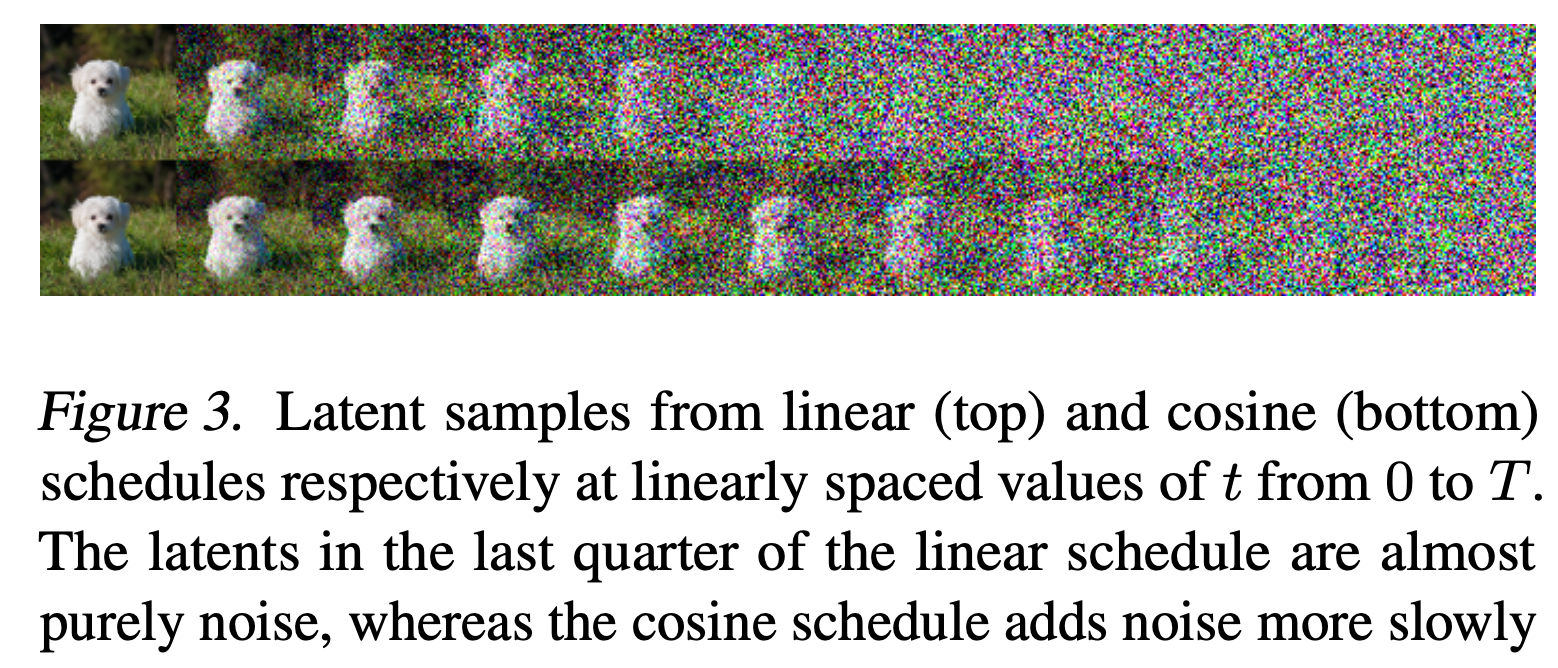 Figure 3. Latent samples from linear (top) and cosine (bottom)
schedules respectively at linearly spaced values of t from 0 to T.
The latents in the last quarter of the linear schedule are almost
purely noise, whereas the cosine schedule adds noise more slowly